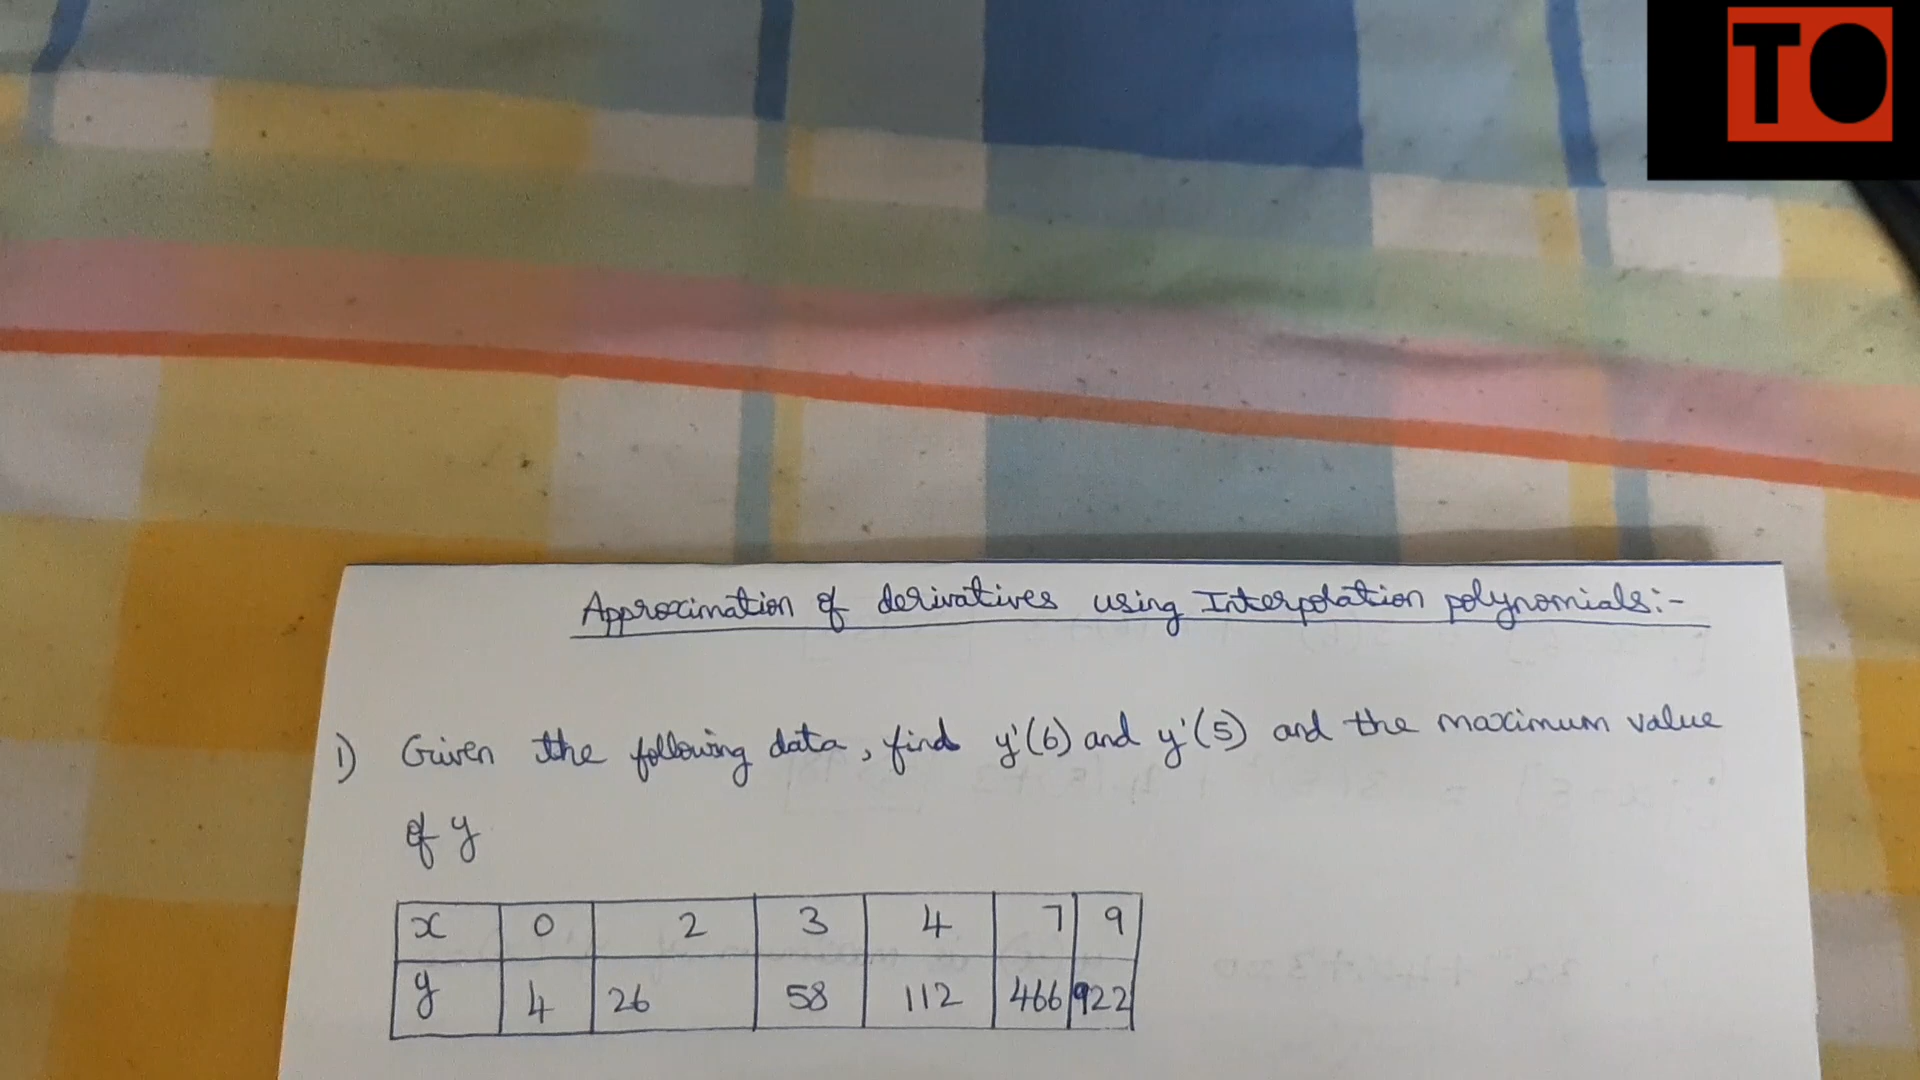 TO
Approximation of derivatives using Interpolation polynomials:-
1) Given the following data, find y'(6) and y'(5) and the maximum value
of y
x 0 2 3 4 7 9
y 4 26 58 112 466 922